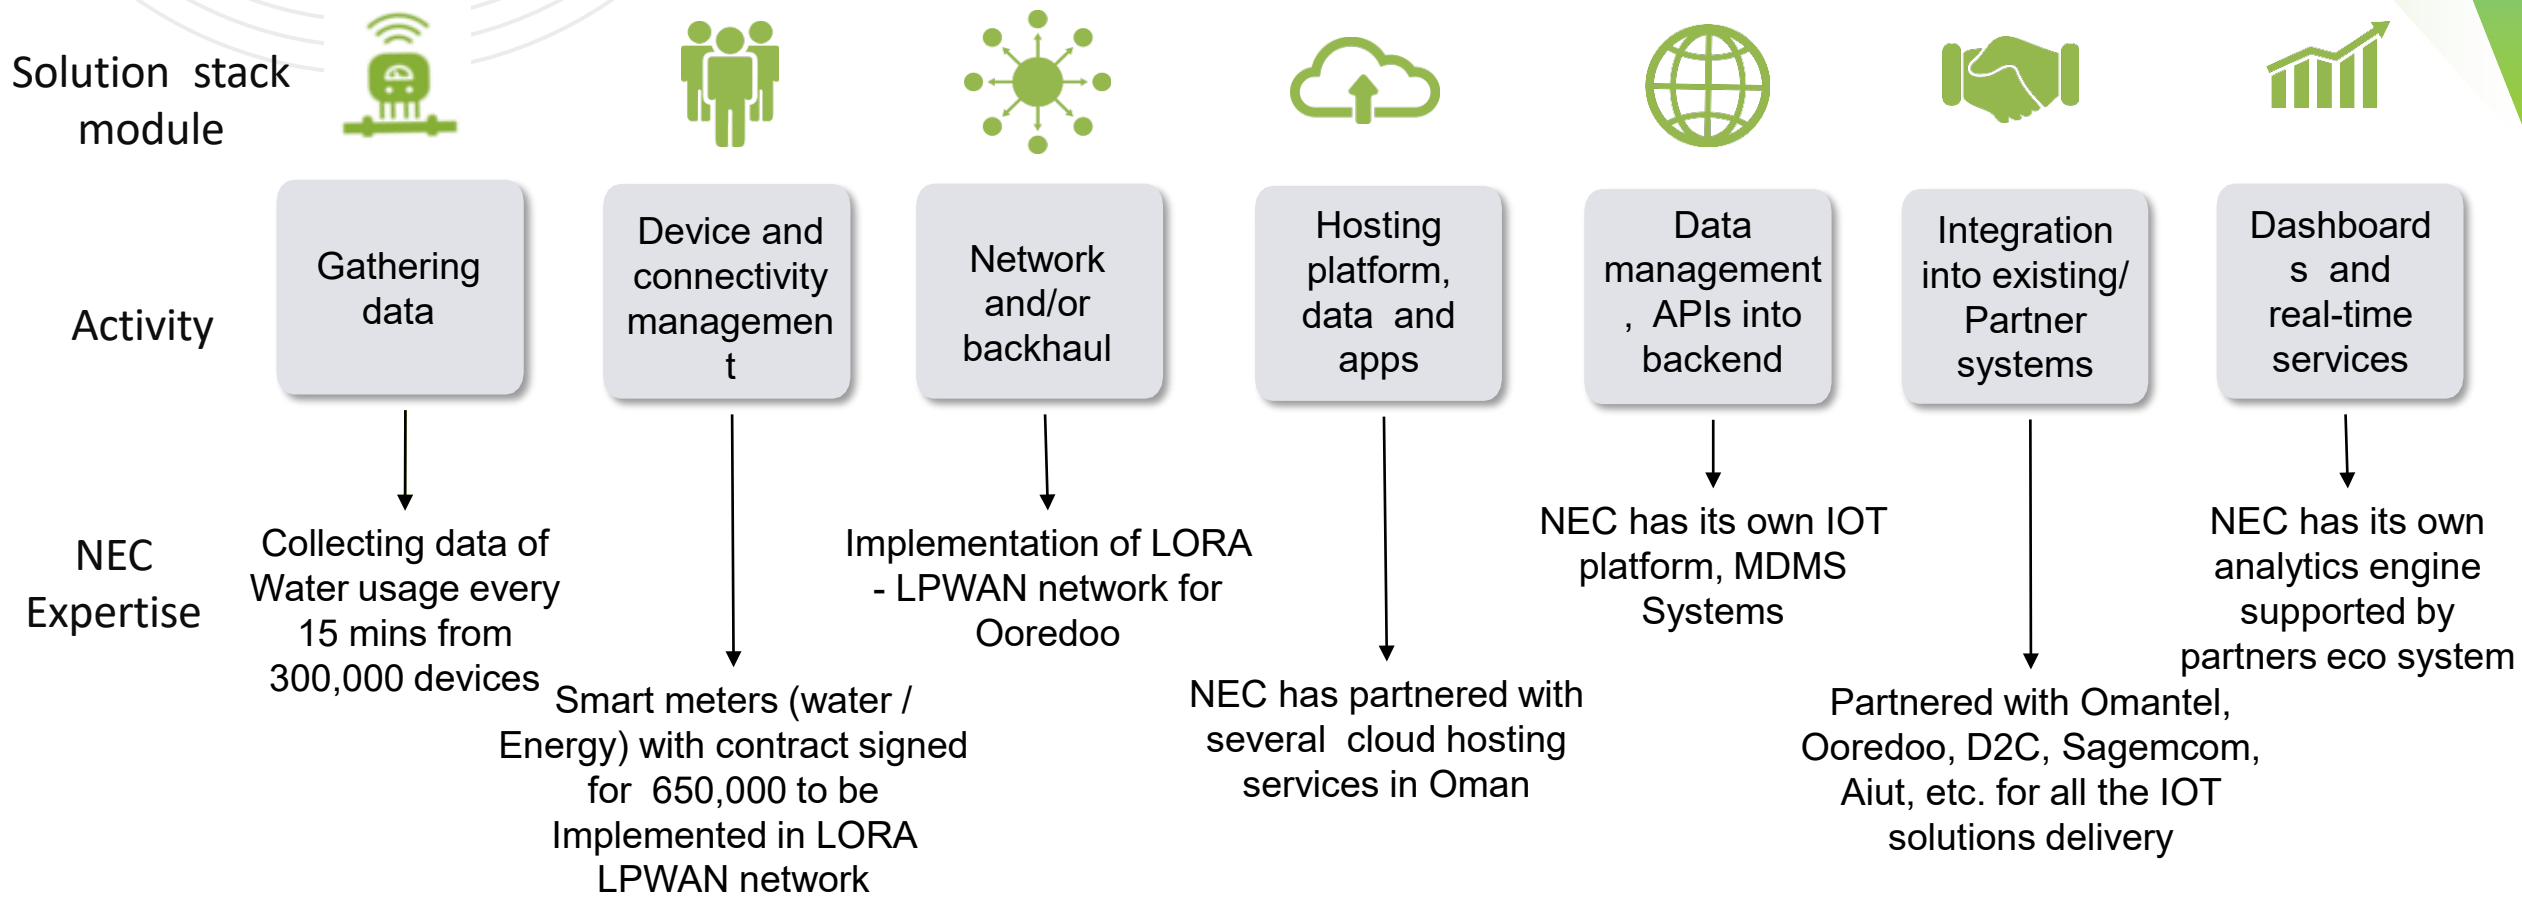 Solution stack
module
Activity
NEC
Expertise
Gathering
data
Device and
connectivity
managemen
t
Network
and/or
backhaul
Hosting
platform,
data and
apps
Data
management
, APIs into
backend
Integration
into existing/
Partner
systems
Dashboard
s and
real-time
services
Collecting data of
Water usage every
15 mins from
300,000 devices
Smart meters (water /
Energy) with contract signed
for 650,000 to be
Implemented in LORA
LPWAN network
Implementation of LORA
- LPWAN network for
Ooredoo
NEC has partnered with
several cloud hosting
services in Oman
NEC has its own IOT
platform, MDMS
Systems
Partnered with Omantel,
Ooredoo, D2C, Sagemcom,
Aiut, etc. for all the IOT
solutions delivery
NEC has its own
analytics engine
supported by
partners eco system